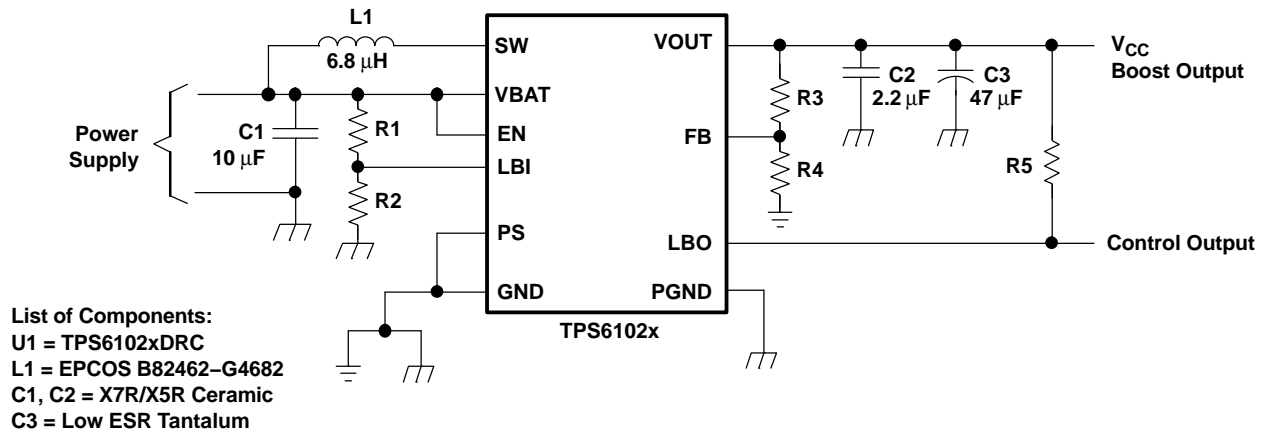 L1
6.8 μH
SW
VOUT
VCC
Boost Output
C2
2.2 μF
C3
47 μF
R3
VBAT
Power
Supply
C1
10 μF
R1
EN
FB
LBI
R4
R5
R2
PS
LBO
Control Output
GND
PGND
TPS6102x
List of Components:
U1 = TPS6102xDRC
L1 = EPCOS B82462–G4682
C1, C2 = X7R/X5R Ceramic
C3 = Low ESR Tantalum